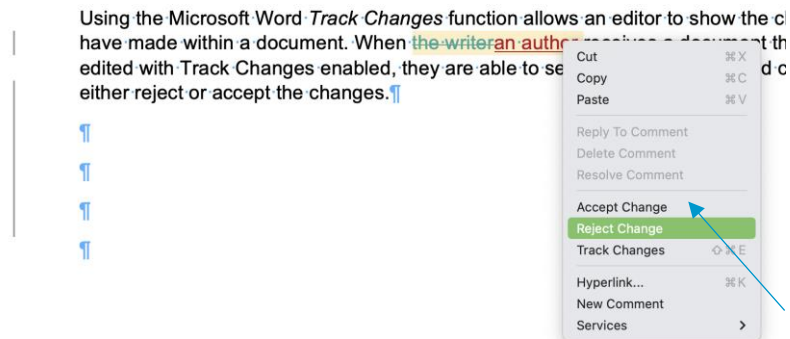 Using the Microsoft Word Track Changes function allows an editor to show the
have made within a document. When the writeran author receives a document
edited with Track Changes enabled, they are able to
either reject or accept the changes.¶
¶
¶
¶
¶
Cut ⌘X
Copy ⌘C
Paste ⌘V
Reply To Comment
Delete Comment
Resolve Comment
Accept Change
Reject Change
Track Changes ⇧⌘E
Hyperlink... ⌘K
New Comment
Services >